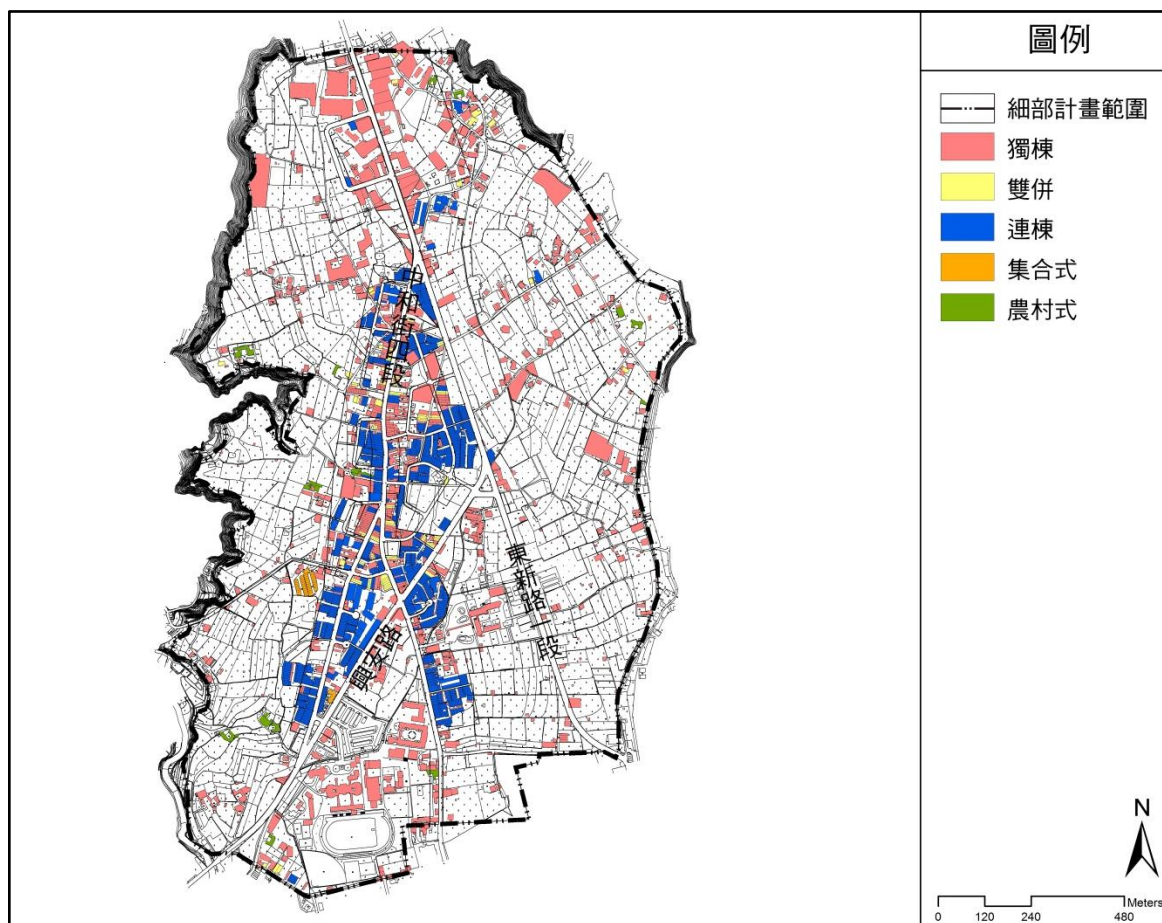 圖例
細部計畫範圍
獨棟
雙併
連棟
集合式
農村式
中和街四段
東新路一段
興安路
N
Meters
0 120 240 480